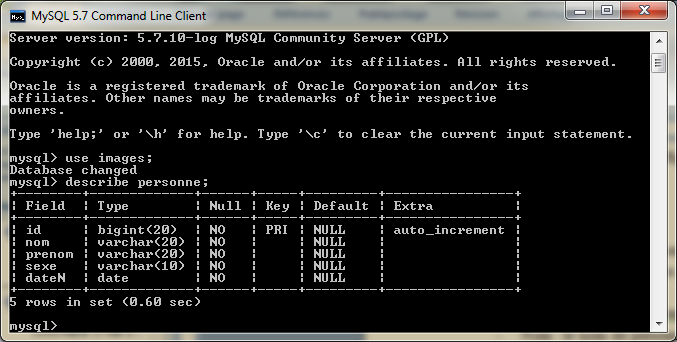 MySQL 5.7 Command Line Client
Server version: 5.7.10-log MySQL Community Server (GPL)
Copyright (c) 2000, 2015, Oracle and/or its affiliates. All rights reserved.
Oracle is a registered trademark of Oracle Corporation and/or its
affiliates. Other names may be trademarks of their respective
owners.
Type 'help;' or '\h' for help. Type '\c' to clear the current input statement.
mysql> use images;
Database changed
mysql> describe personne;
+--------+-------------+------+-----+---------+----------------+
| Field  | Type        | Null | Key | Default | Extra          |
+--------+-------------+------+-----+---------+----------------+
| id     | bigint(20)  | NO   | PRI | NULL    | auto_increment |
| nom    | varchar(20) | NO   |     | NULL    |                |
| prenom | varchar(20) | NO   |     | NULL    |                |
| sexe   | varchar(10) | NO   |     | NULL    |                |
| dateN  | date        | NO   |     | NULL    |                |
+--------+-------------+------+-----+---------+----------------+
5 rows in set (0.60 sec)
mysql>